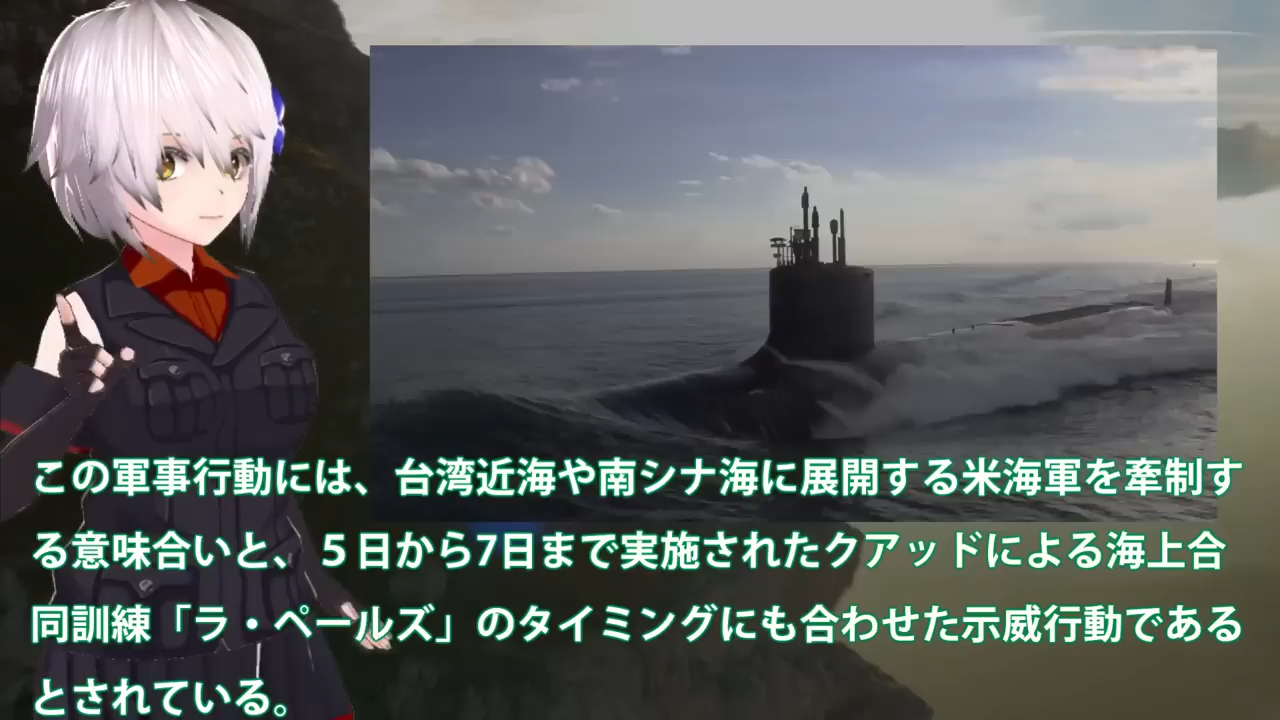 この軍事行動には、台湾近海や南シナ海に展開する米海軍を牽制す
る意味合いと、５日から7日まで実施されたクアッドによる海上合
同訓練「ラ・ペールズ」のタイミングにも合わせた示威行動である
とされている。